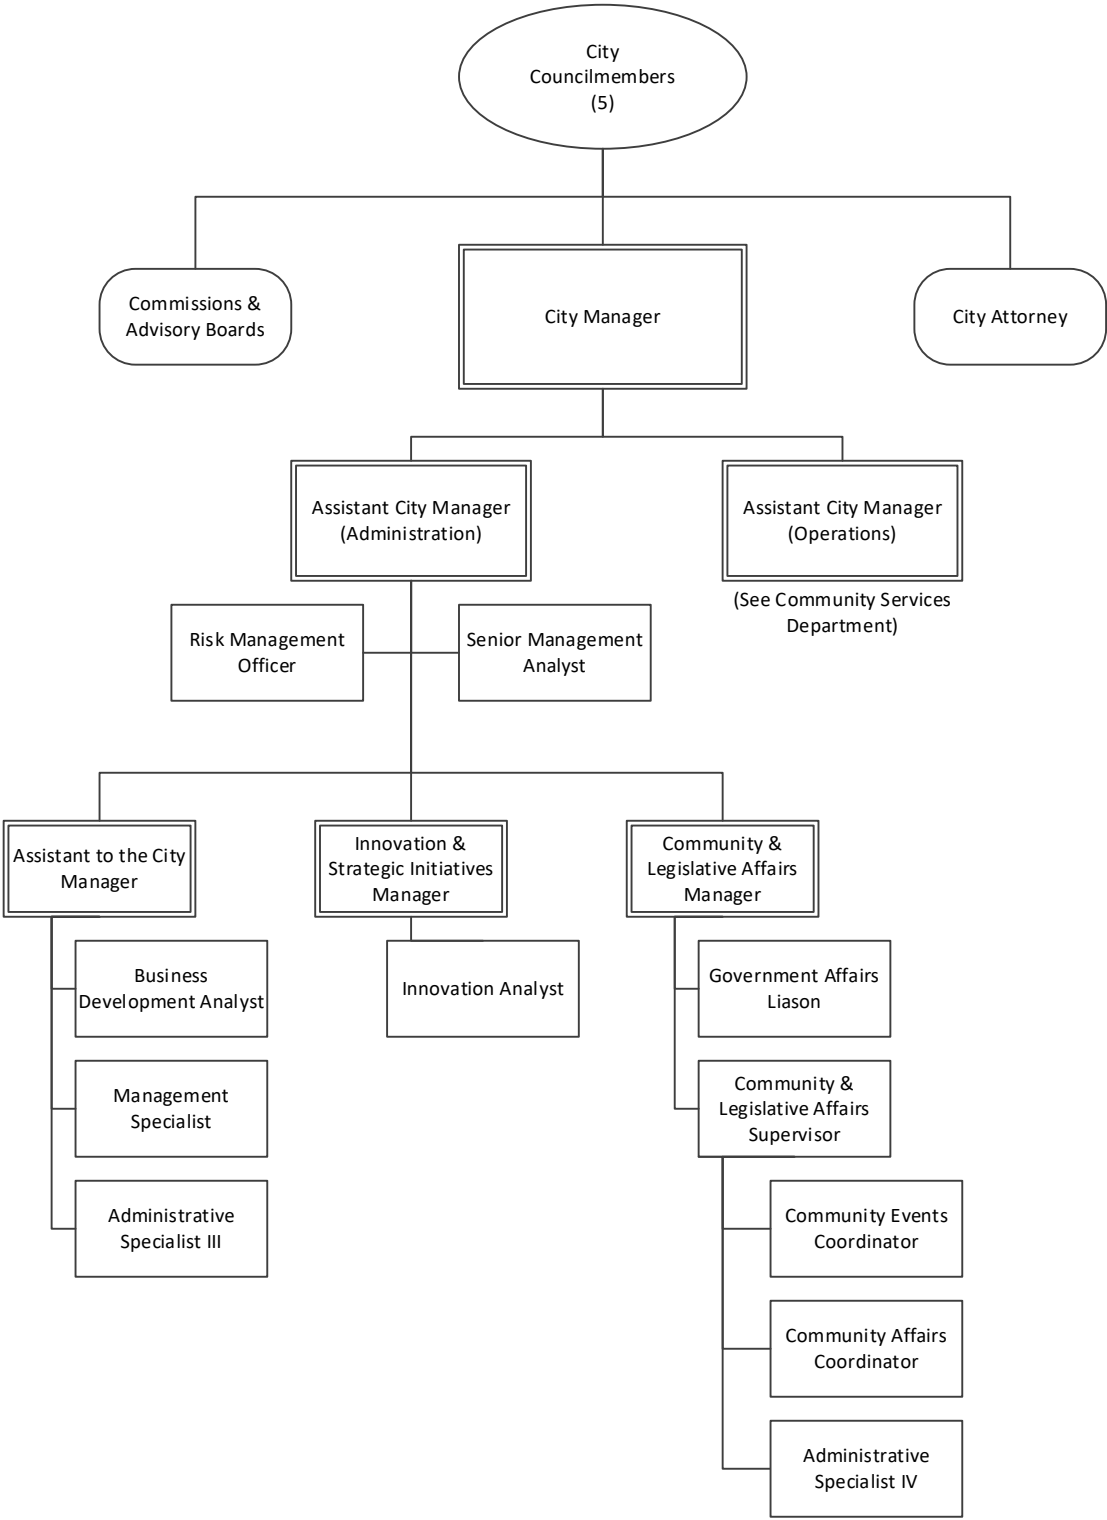 City
Councilmembers
(5)
Commissions &
Advisory Boards
City Manager
City Attorney
Assistant City Manager
(Administration)
Assistant City Manager
(Operations)
(See Community Services
Department)
Risk Management
Officer
Senior Management
Analyst
Assistant to the City
Manager
Innovation &
Strategic Initiatives
Manager
Community &
Legislative Affairs
Manager
Business
Development Analyst
Innovation Analyst
Government Affairs
Liason
Management
Specialist
Community &
Legislative Affairs
Supervisor
Administrative
Specialist III
Community Events
Coordinator
Community Affairs
Coordinator
Administrative
Specialist IV